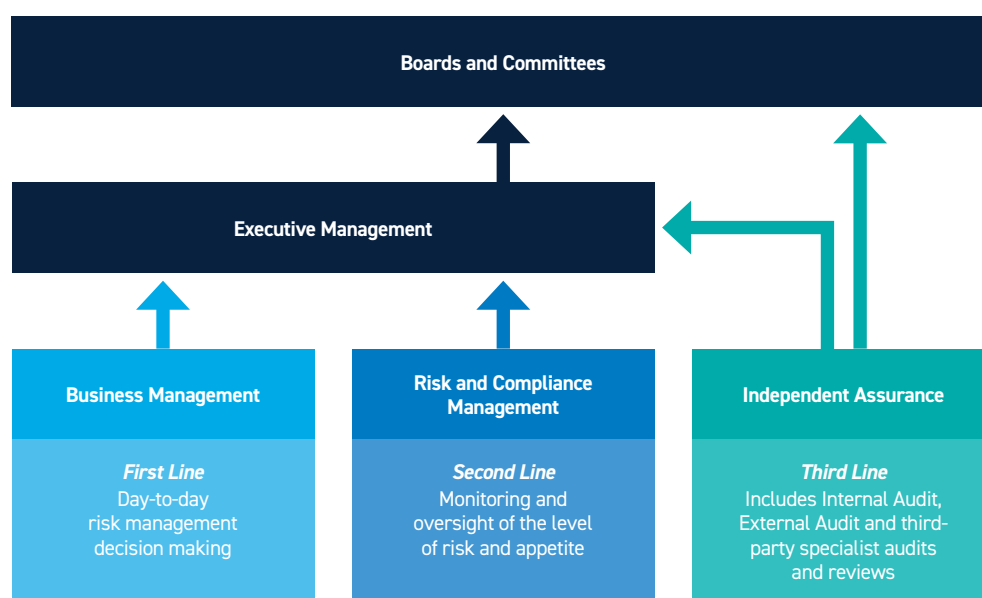 Boards and Committees
Executive Management
Business Management
First Line
Day-to-day
risk management
decision making
Risk and Compliance
Management
Second Line
Monitoring and
oversight of the level
of risk and appetite
Independent Assurance
Third Line
Includes Internal Audit,
External Audit and third-
party specialist audits
and reviews